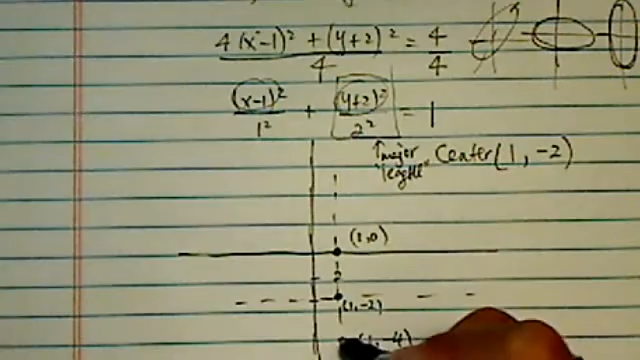 4(x-1)² + (y+2)² = 4
4 4
(x-1)² + (y+2)² = 1
1² 2²
↑major Center(1, -2)
"length"
(1,0)
2
(1,-2)
(1,-4)